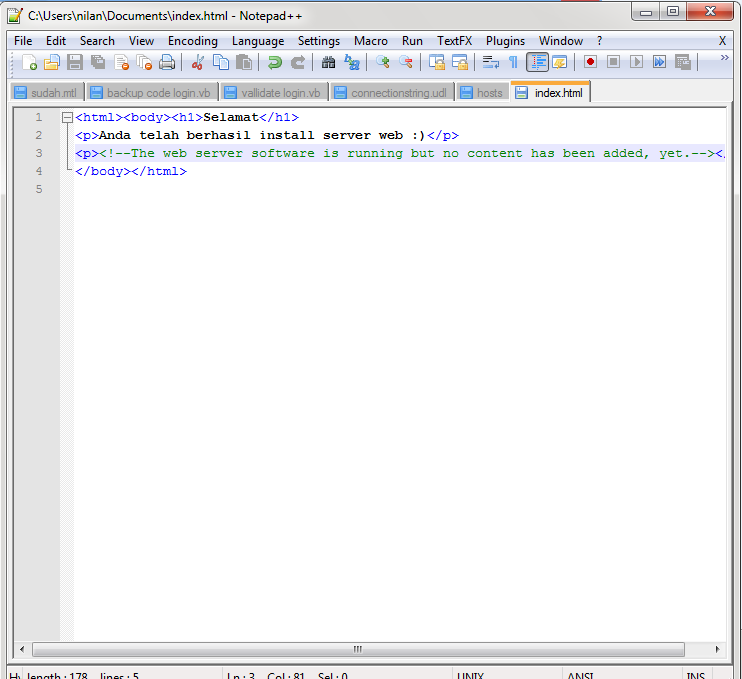 C:\Users\nilan\Documents\index.html - Notepad++
File Edit Search View Encoding Language Settings Macro Run TextFX Plugins Window ? X
sudah.mtl backup code login.vb vallidate login.vb connectionstring.udl hosts index.html
1 <html><body><h1>Selamat</h1>
2 <p>Anda telah berhasil install server web :)</p>
3 <p><!--The web server software is running but no content has been added, yet.--><
4 </body></html>
5
length : 178 lines : 5 Ln : 3 Col : 81 Sel : 0 UNIX ANSI INS